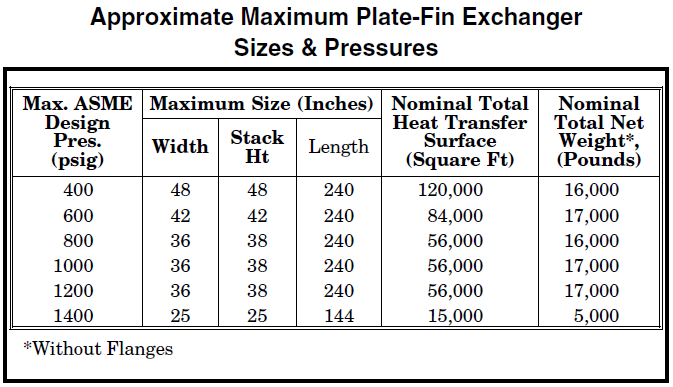 Approximate Maximum Plate-Fin Exchanger
Sizes & Pressures
Max. ASME Design Pres. (psig) Maximum Size (Inches) Nominal Total Heat Transfer Surface (Square Ft) Nominal Total Net Weight*, (Pounds)
Width Stack Ht Length
400 48 48 240 120,000 16,000
600 42 42 240 84,000 17,000
800 36 38 240 56,000 16,000
1000 36 38 240 56,000 17,000
1200 36 38 240 56,000 17,000
1400 25 25 144 15,000 5,000
*Without Flanges